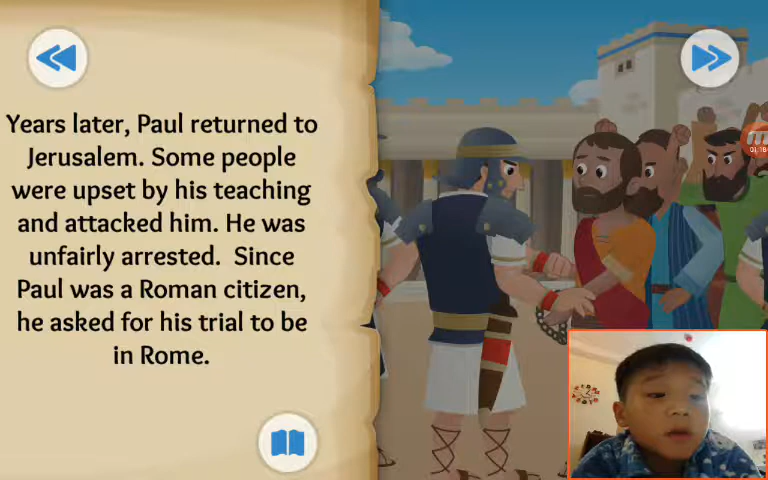 Years later, Paul returned to
Jerusalem. Some people
were upset by his teaching
and attacked him. He was
unfairly arrested.  Since
Paul was a Roman citizen,
he asked for his trial to be
in Rome.